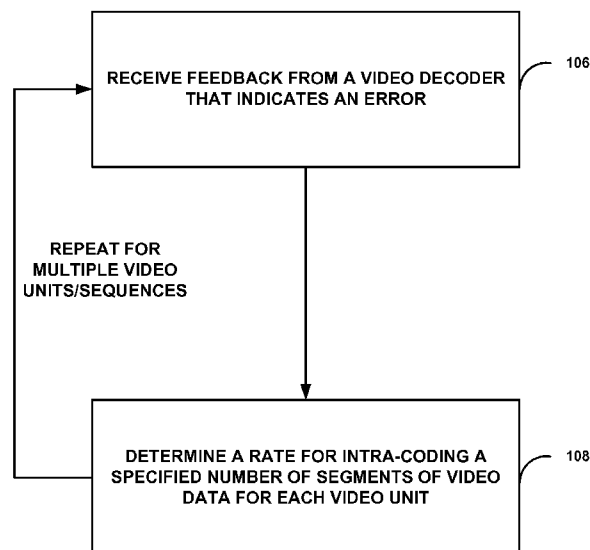 RECEIVE FEEDBACK FROM A VIDEO DECODER
THAT INDICATES AN ERROR
106
REPEAT FOR
MULTIPLE VIDEO
UNITS/SEQUENCES
DETERMINE A RATE FOR INTRA-CODING A
SPECIFIED NUMBER OF SEGMENTS OF VIDEO
DATA FOR EACH VIDEO UNIT
108